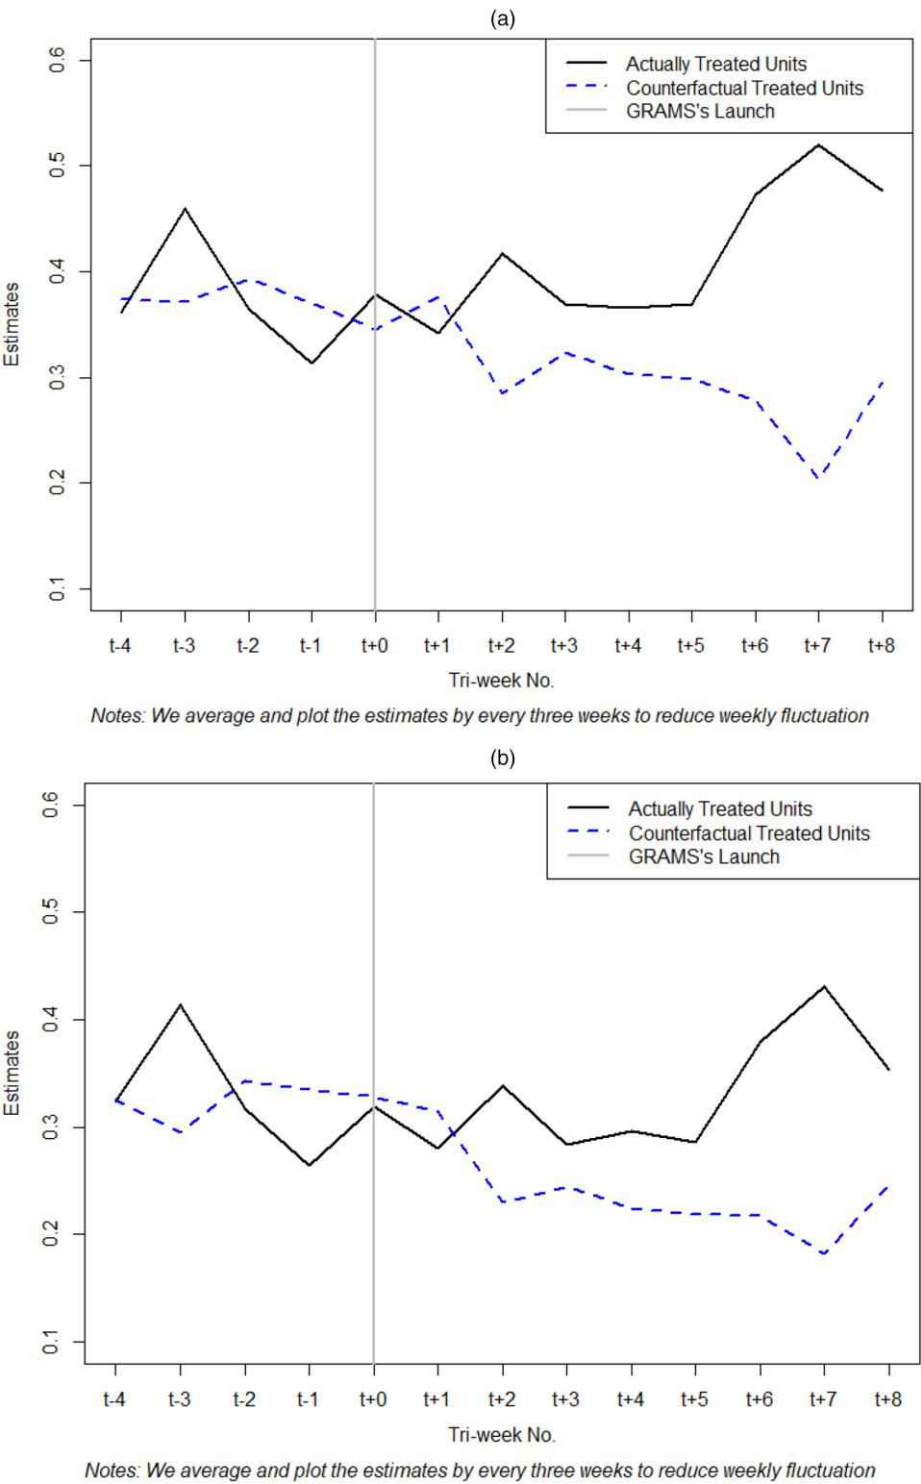 (a)
0.6
0.5
0.4
0.3
0.2
0.1
Estimates
Actually Treated Units
Counterfactual Treated Units
GRAMS's Launch
t-4 t-3 t-2 t-1 t+0 t+1 t+2 t+3 t+4 t+5 t+6 t+7 t+8
Tri-week No.
Notes: We average and plot the estimates by every three weeks to reduce weekly fluctuation
(b)
0.6
0.5
0.4
0.3
0.2
0.1
Estimates
Actually Treated Units
Counterfactual Treated Units
GRAMS's Launch
t-4 t-3 t-2 t-1 t+0 t+1 t+2 t+3 t+4 t+5 t+6 t+7 t+8
Tri-week No.
Notes: We average and plot the estimates by every three weeks to reduce weekly fluctuation